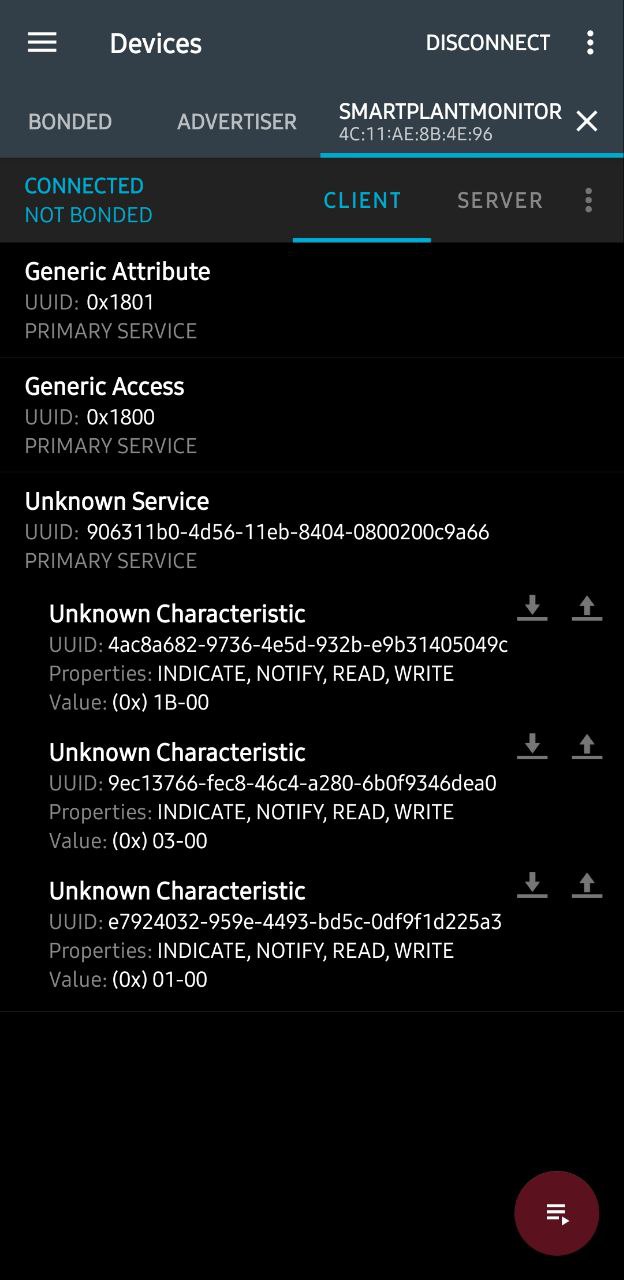 Devices
DISCONNECT
BONDED
ADVERTISER
SMARTPLANTMONITOR
4C:11:AE:8B:4E:96
CONNECTED
NOT BONDED
CLIENT
SERVER
Generic Attribute
UUID: 0x1801
PRIMARY SERVICE
Generic Access
UUID: 0x1800
PRIMARY SERVICE
Unknown Service
UUID: 906311b0-4d56-11eb-8404-0800200c9a66
PRIMARY SERVICE
Unknown Characteristic
UUID: 4ac8a682-9736-4e5d-932b-e9b31405049c
Properties: INDICATE, NOTIFY, READ, WRITE
Value: (0x) 1B-00
Unknown Characteristic
UUID: 9ec13766-fec8-46c4-a280-6b0f9346dea0
Properties: INDICATE, NOTIFY, READ, WRITE
Value: (0x) 03-00
Unknown Characteristic
UUID: e7924032-959e-4493-bd5c-0df9f1d225a3
Properties: INDICATE, NOTIFY, READ, WRITE
Value: (0x) 01-00